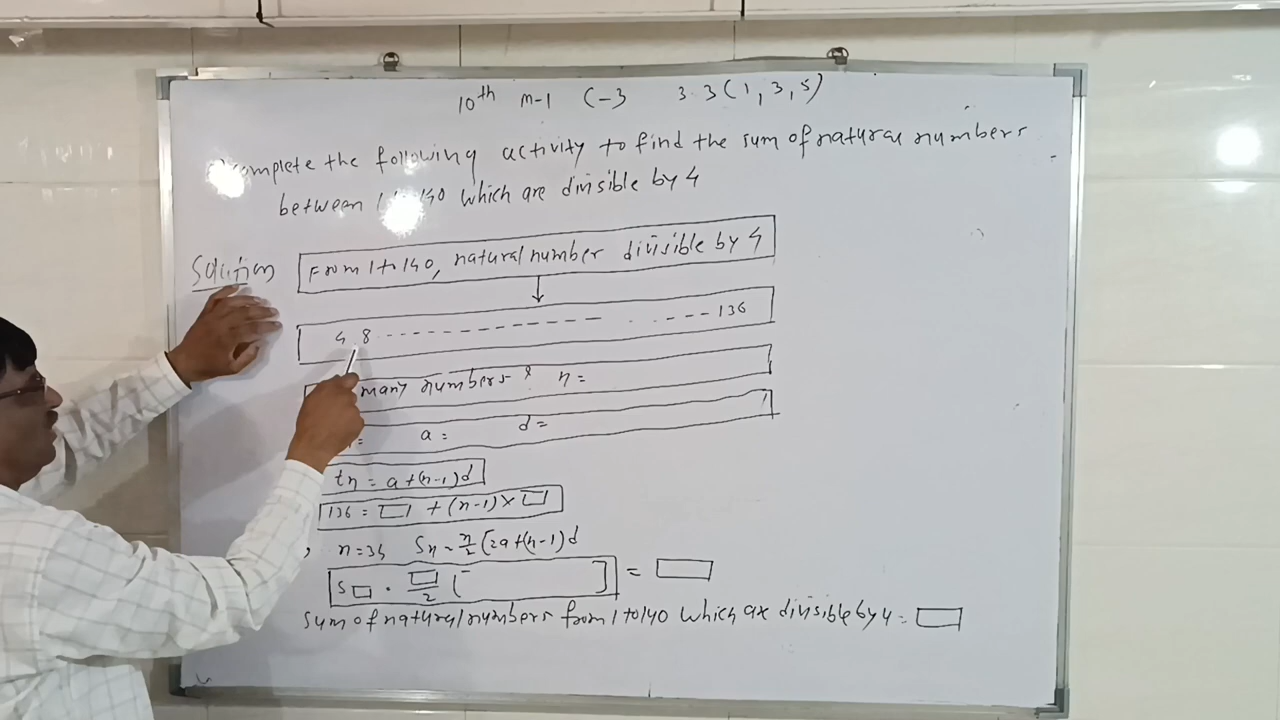 10th m-1 C-3 3.3(1,3,5)
complete the following activity to find the sum of natural numbers
between 1 to 140 which are divisible by 4
Solution
From 1 to 140, natural number divisible by 4
4, 8 ---------------- ------136
many numbers? n=
a= d=
tn = a+(n-1)d
136 = □ + (n-1)×□
n=34 Sn = n/2 (2a+(n-1)d
S□ . □/2 [ ] = □
sum of natural numbers from 1 to 140 which are divisible by 4 = □